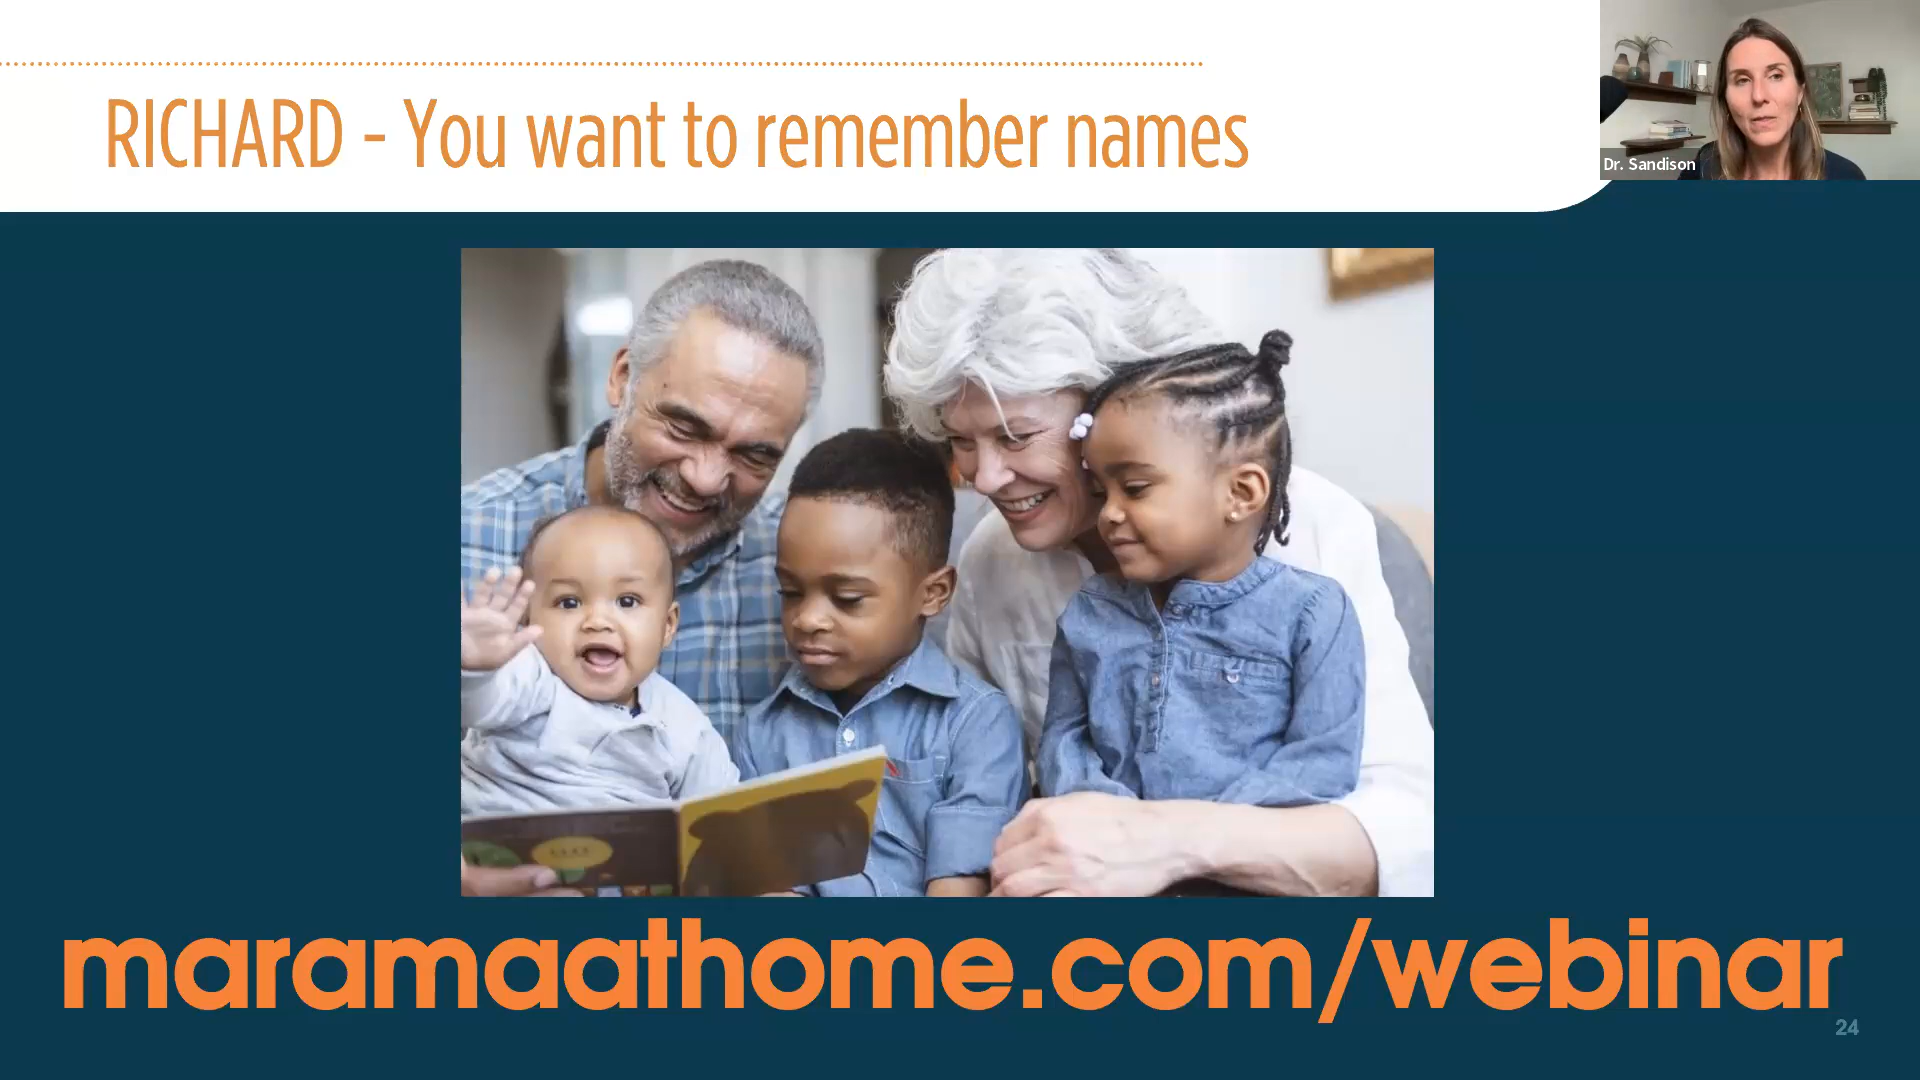 RICHARD - You want to remember names
Dr. Sandison
maramaathome.com/webinar
24